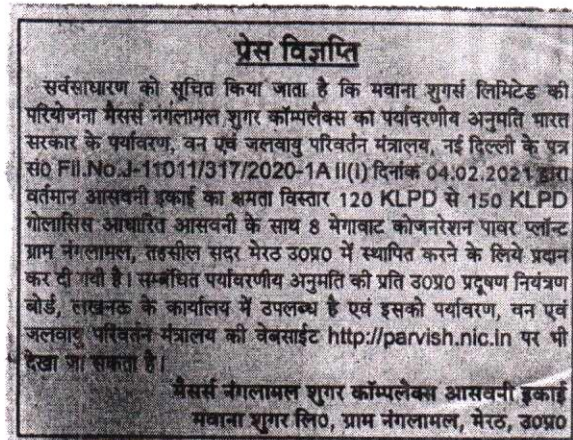 प्रेस विज्ञप्ति
सर्वसाधारण को सूचित किया जाता है कि मवाना शुगर्स लिमिटेड की
परियोजना मैसर्स नंगलामल शुगर कॉम्पलैक्स को पर्यावरणीय अनुमति भारत
सरकार के पर्यावरण, वन एवं जलवायु परिवर्तन मंत्रालय, नई दिल्ली के पत्र
सं0 Fil.No.J-11011/317/2020-1A II(I) दिनांक 04.02.2021 द्वारा
वर्तमान आसवनी इकाई का क्षमता विस्तार 120 KLPD से 150 KLPD
गोलासिस आधारित आसवनी के साथ 8 मेगावाट कोजनरेशन पावर प्लॉन्ट
ग्राम नंगलामल, तहसील सदर मेरठ उ0प्र0 में स्थापित करने के लिये प्रदान
कर दी गयी है। सम्बंधित पर्यावरणीय अनुमति की प्रति उ0प्र0 प्रदूषण नियंत्रण
बोर्ड, लखनऊ के कार्यालय में उपलब्ध है एवं इसको पर्यावरण, वन एवं
जलवायु परिवर्तन मंत्रालय की वेबसाईट http://parvish.nic.in पर भी
देखा जा सकता है।
मैसर्स नंगलामल शुगर कॉम्पलैक्स आसवनी इकाई
मवाना शुगर लि0, ग्राम नंगलामल, मेरठ, उ0प्र0